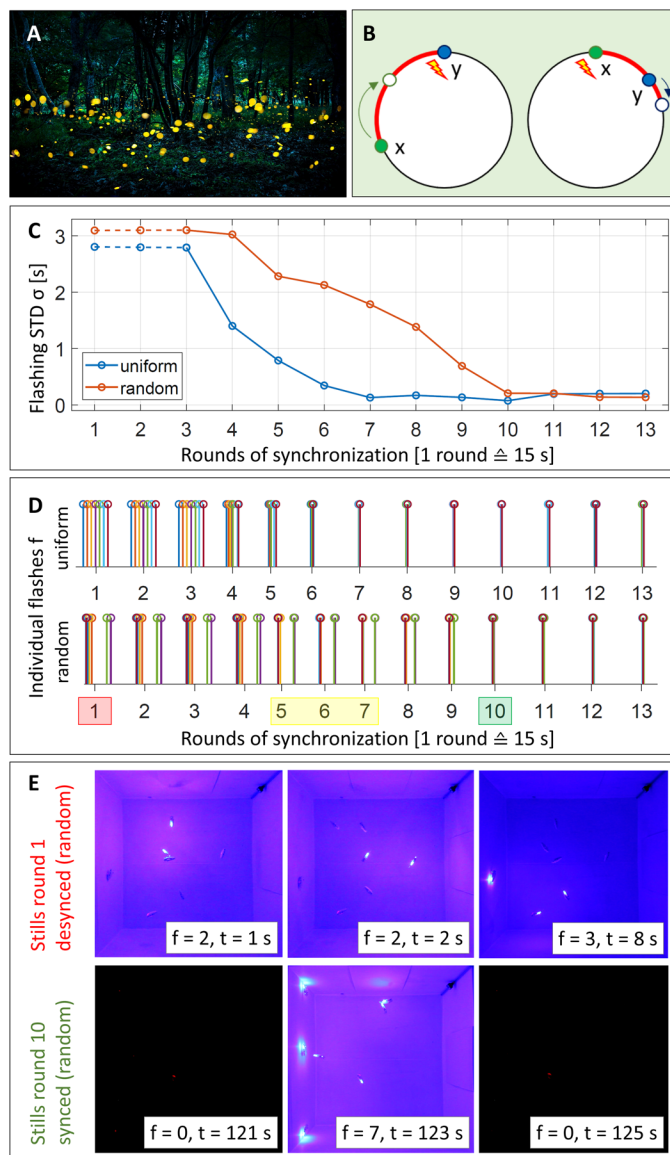 A
B
y
x
x
y
C
Flashing STD σ [s]
3
2
1
0
uniform
random
1 2 3 4 5 6 7 8 9 10 11 12 13
Rounds of synchronization [1 round ≙ 15 s]
D
Individual flashes f
uniform
1 2 3 4 5 6 7 8 9 10 11 12 13
random
1 2 3 4 5 6 7 8 9 10 11 12 13
Rounds of synchronization [1 round ≙ 15 s]
E
Stills round 1
desynced (random)
f = 2, t = 1 s
f = 2, t = 2 s
f = 3, t = 8 s
Stills round 10
synced (random)
f = 0, t = 121 s
f = 7, t = 123 s
f = 0, t = 125 s